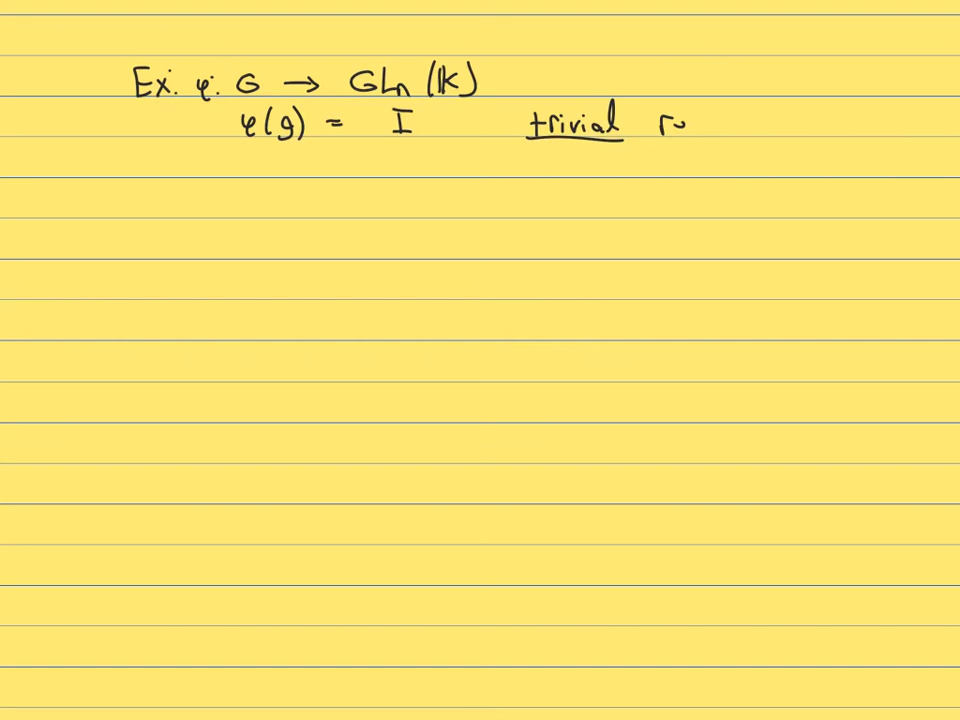 Ex: φ: G → GLn (𝕂)
φ(g) = I trivial